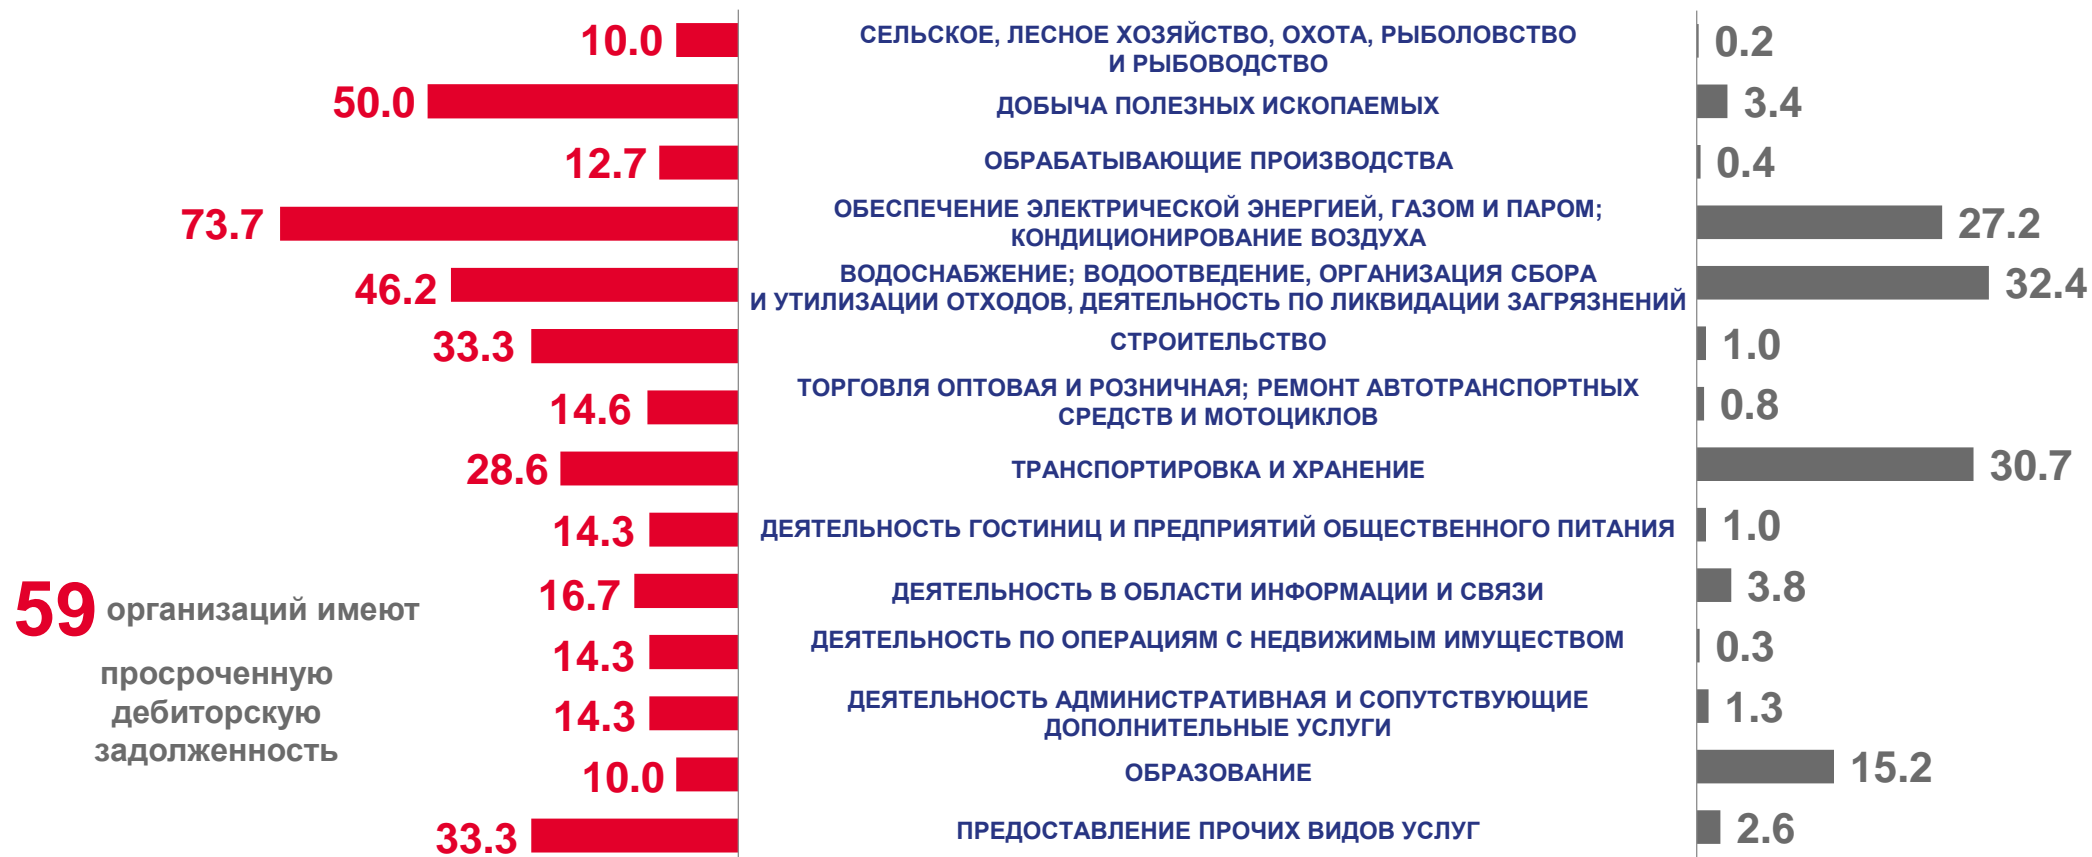 10.0 СЕЛЬСКОЕ, ЛЕСНОЕ ХОЗЯЙСТВО, ОХОТА, РЫБОЛОВСТВО 0.2
И РЫБОВОДСТВО
50.0 ДОБЫЧА ПОЛЕЗНЫХ ИСКОПАЕМЫХ 3.4
12.7 ОБРАБАТЫВАЮЩИЕ ПРОИЗВОДСТВА 0.4
73.7 ОБЕСПЕЧЕНИЕ ЭЛЕКТРИЧЕСКОЙ ЭНЕРГИЕЙ, ГАЗОМ И ПАРОМ; 27.2
КОНДИЦИОНИРОВАНИЕ ВОЗДУХА
46.2 ВОДОСНАБЖЕНИЕ; ВОДООТВЕДЕНИЕ, ОРГАНИЗАЦИЯ СБОРА 32.4
И УТИЛИЗАЦИИ ОТХОДОВ, ДЕЯТЕЛЬНОСТЬ ПО ЛИКВИДАЦИИ ЗАГРЯЗНЕНИЙ
33.3 СТРОИТЕЛЬСТВО 1.0
14.6 ТОРГОВЛЯ ОПТОВАЯ И РОЗНИЧНАЯ; РЕМОНТ АВТОТРАНСПОРТНЫХ 0.8
СРЕДСТВ И МОТОЦИКЛОВ
28.6 ТРАНСПОРТИРОВКА И ХРАНЕНИЕ 30.7
14.3 ДЕЯТЕЛЬНОСТЬ ГОСТИНИЦ И ПРЕДПРИЯТИЙ ОБЩЕСТВЕННОГО ПИТАНИЯ 1.0
16.7 ДЕЯТЕЛЬНОСТЬ В ОБЛАСТИ ИНФОРМАЦИИ И СВЯЗИ 3.8
14.3 ДЕЯТЕЛЬНОСТЬ ПО ОПЕРАЦИЯМ С НЕДВИЖИМЫМ ИМУЩЕСТВОМ 0.3
14.3 ДЕЯТЕЛЬНОСТЬ АДМИНИСТРАТИВНАЯ И СОПУТСТВУЮЩИЕ 1.3
ДОПОЛНИТЕЛЬНЫЕ УСЛУГИ
10.0 ОБРАЗОВАНИЕ 15.2
33.3 ПРЕДОСТАВЛЕНИЕ ПРОЧИХ ВИДОВ УСЛУГ 2.6
59 организаций имеют
просроченную
дебиторскую
задолженность